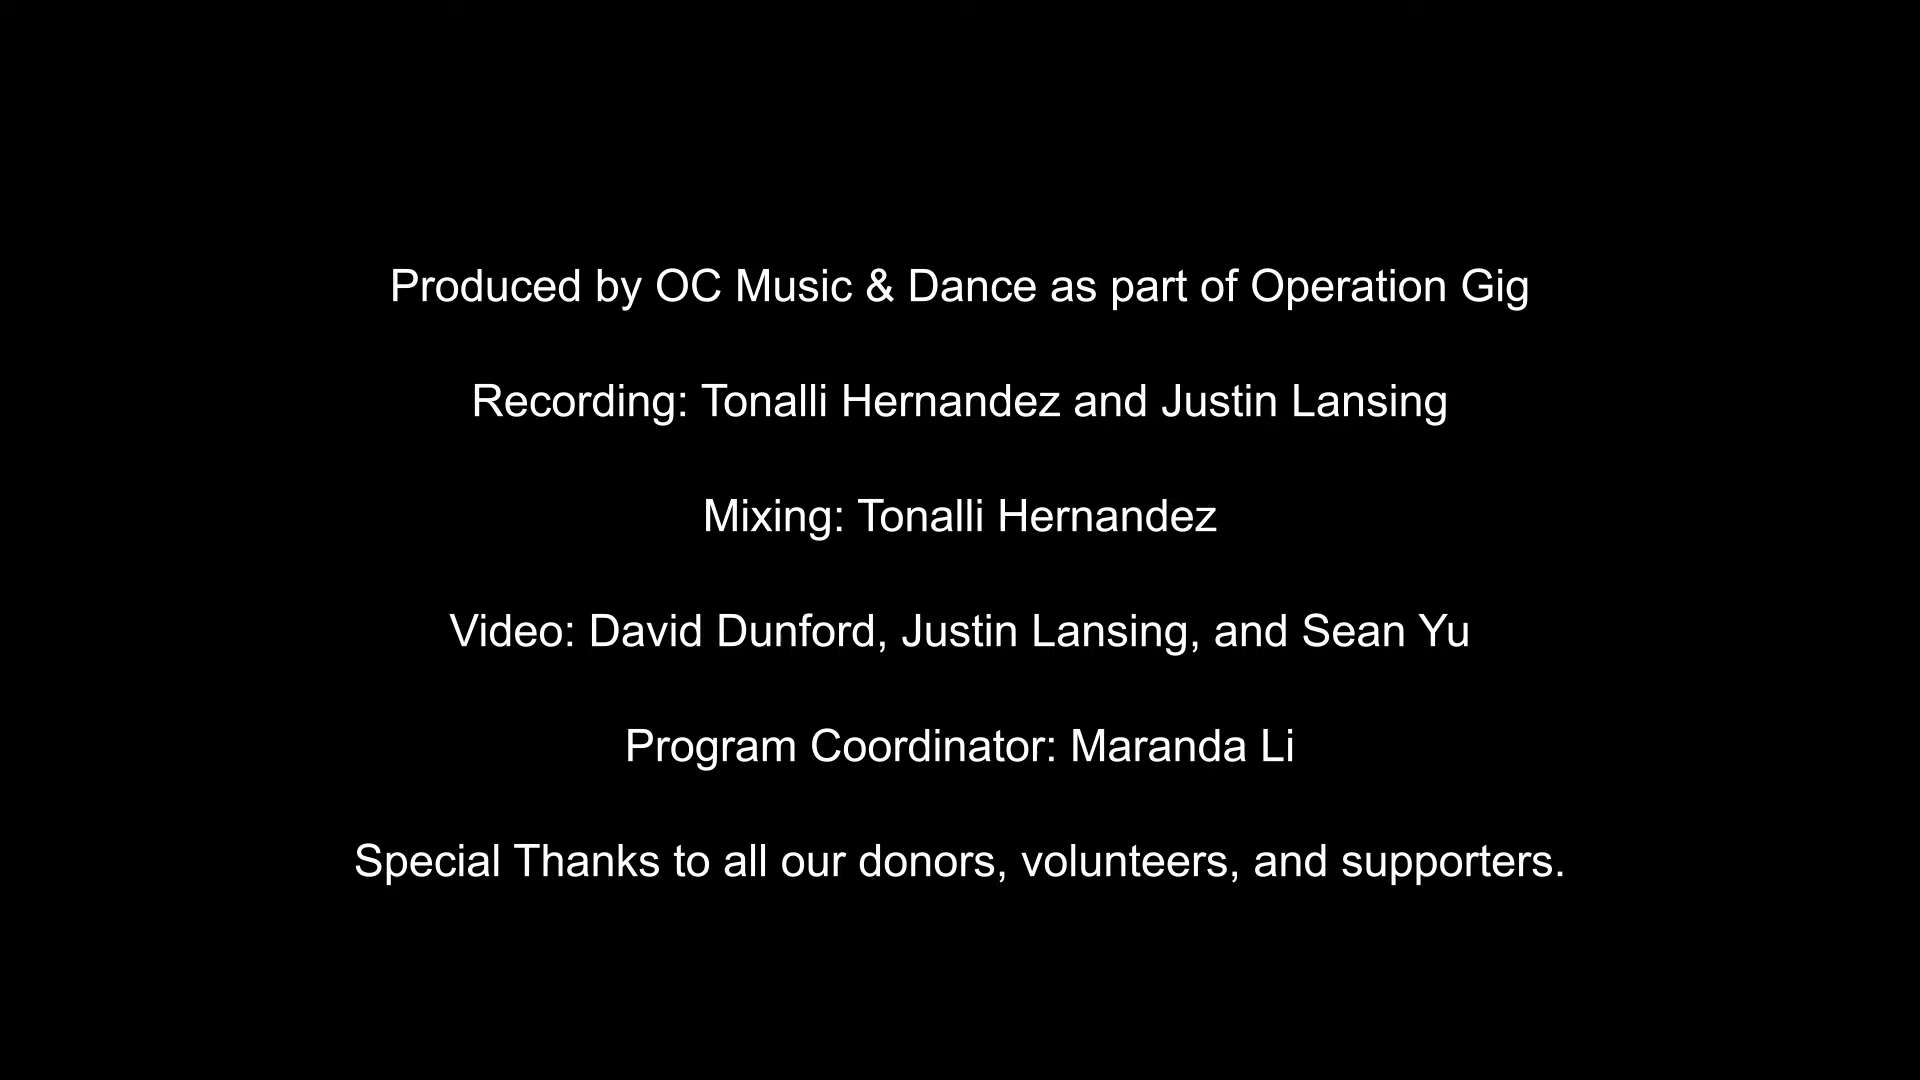 Produced by OC Music & Dance as part of Operation Gig
Recording: Tonalli Hernandez and Justin Lansing
Mixing: Tonalli Hernandez
Video: David Dunford, Justin Lansing, and Sean Yu
Program Coordinator: Maranda Li
Special Thanks to all our donors, volunteers, and supporters.